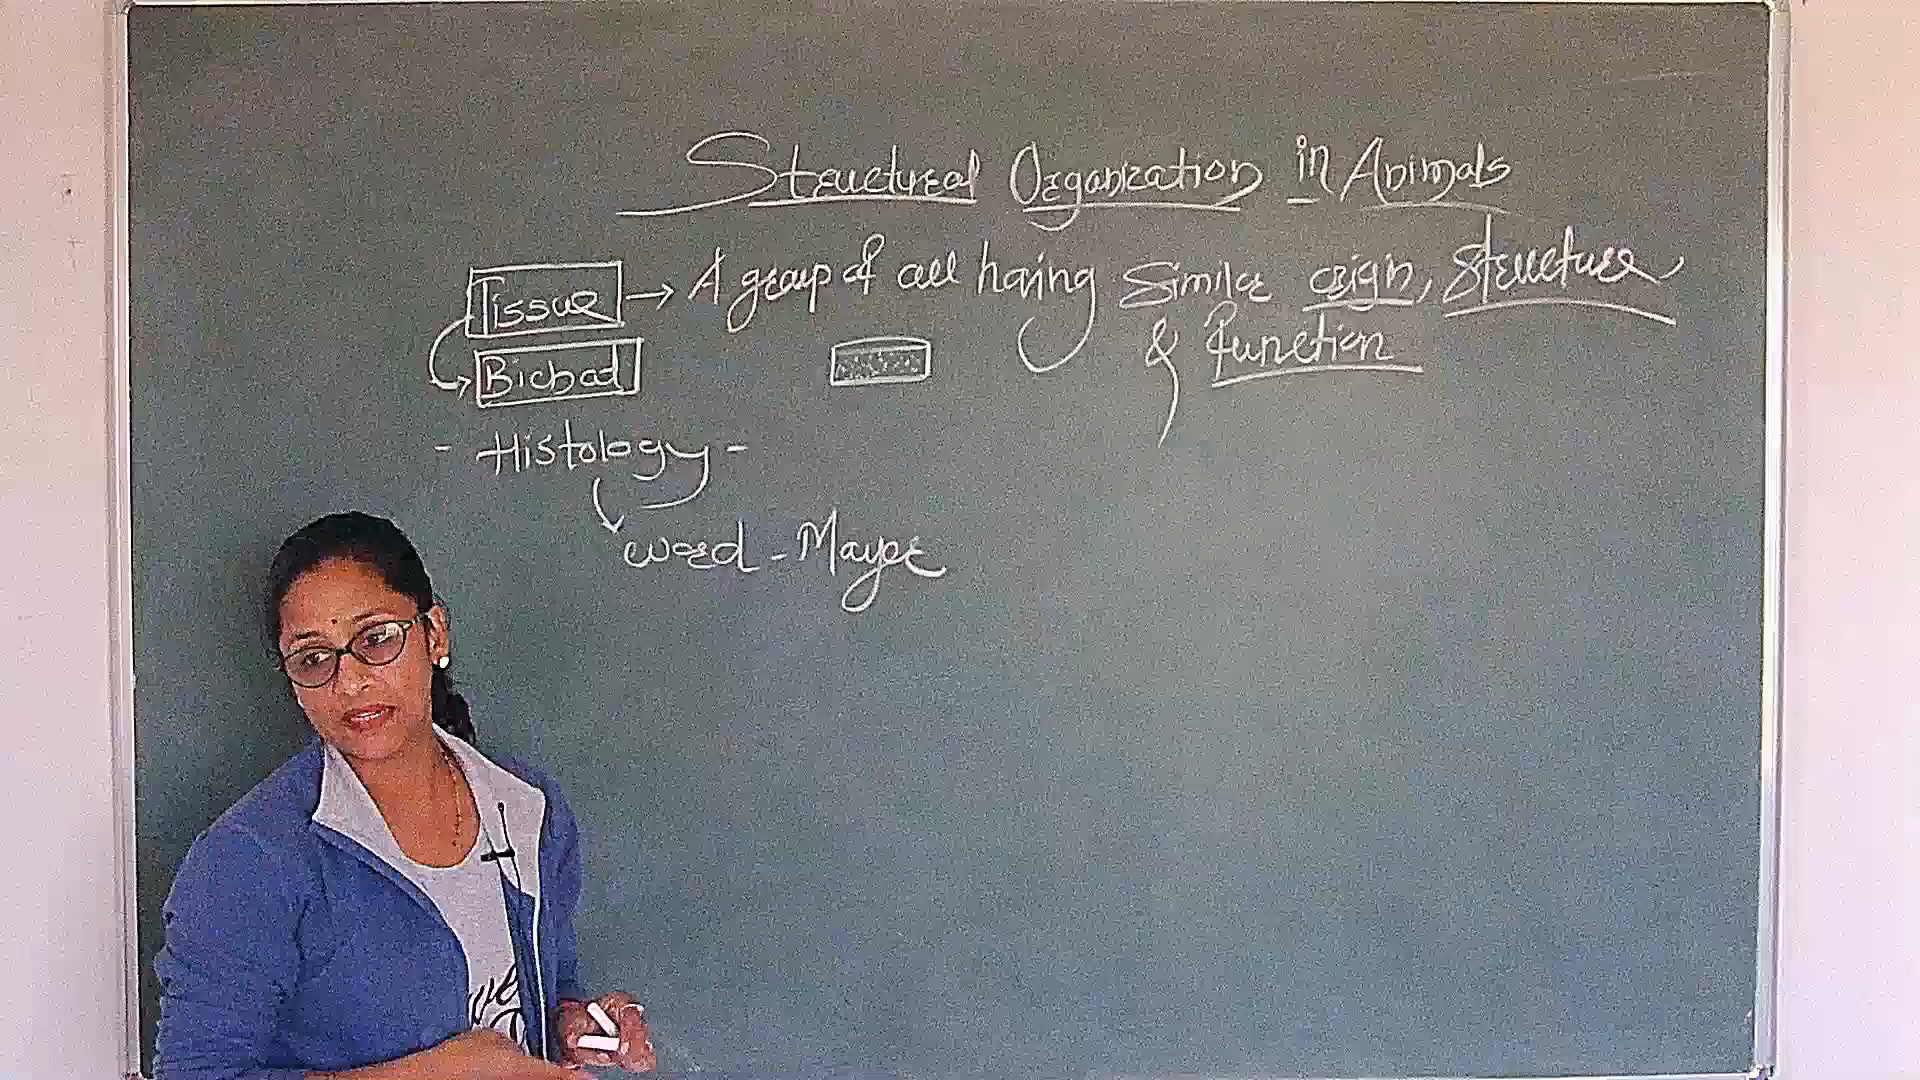 Structural Organization in Animals
Tissue → A group of cell having Similar origin, Structure
& function
Bichat
- Histology -
word - Mayer